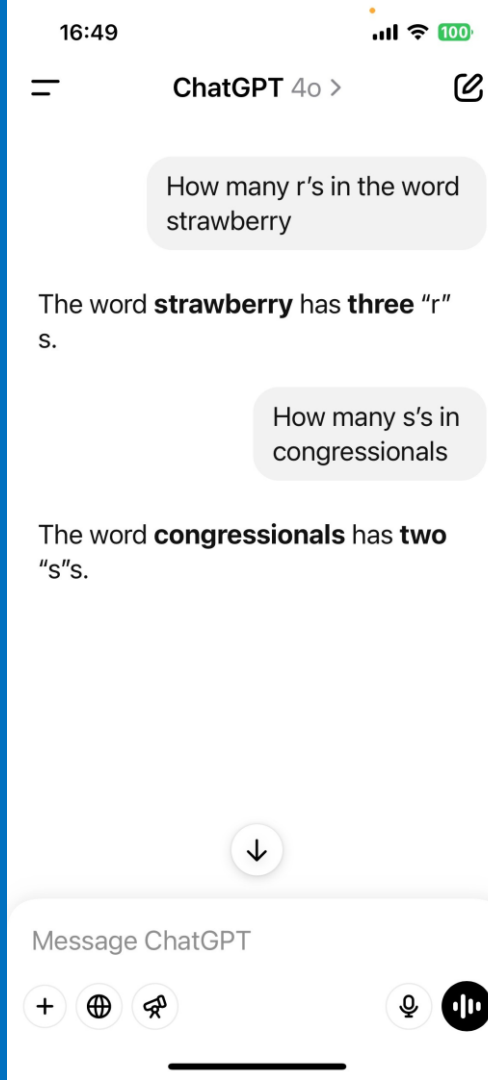 16:49
100
ChatGPT 4o >
How many r’s in the word
strawberry
The word strawberry has three “r”
s.
How many s’s in
congressionals
The word congressionals has two
“s”s.
Message ChatGPT